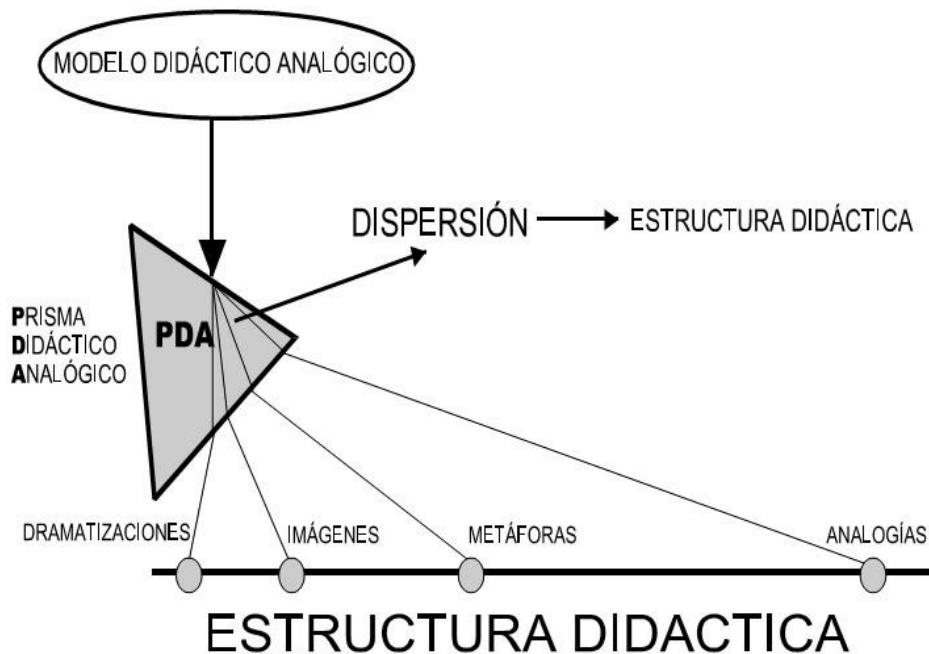 MODELO DIDÁCTICO ANALÓGICO
DISPERSIÓN
ESTRUCTURA DIDÁCTICA
PRISMA
DIDÁCTICO
ANALÓGICO
PDA
DRAMATIZACIONES
IMÁGENES
METÁFORAS
ANALOGÍAS
ESTRUCTURA DIDACTICA